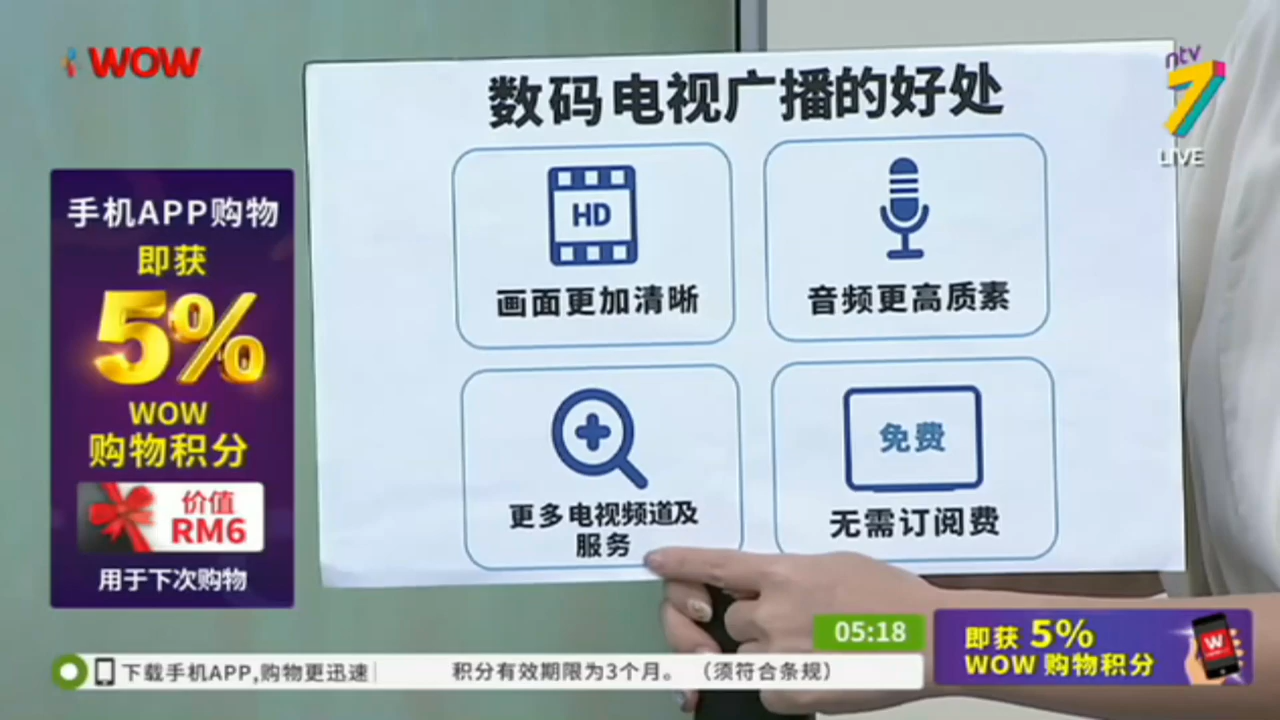 WOW
ntv
7
LIVE
数码电视广播的好处
HD
画面更加清晰
音频更高质素
更多电视频道及
服务
免费
无需订阅费
手机APP购物
即获
5%
WOW
购物积分
价值
RM6
用于下次购物
05:18
下载手机APP,购物更迅速
积分有效期限为3个月。（须符合条规）
即获 5%
WOW 购物积分
W